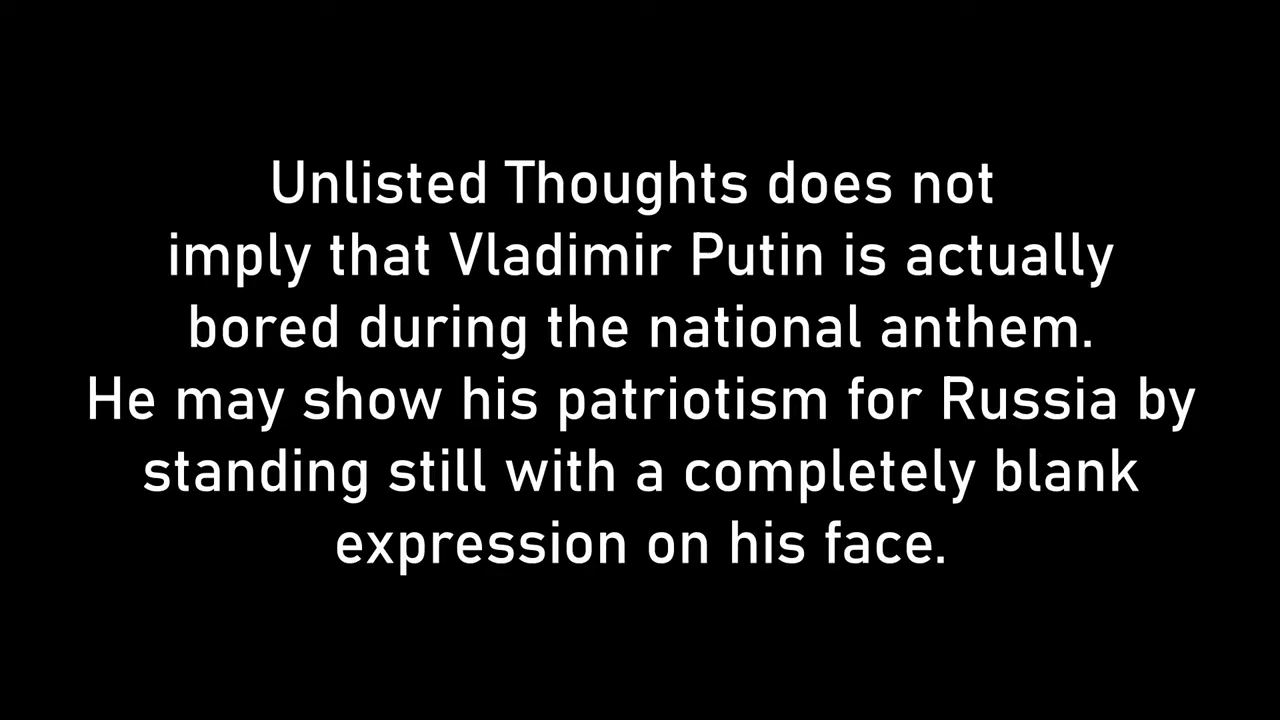 Unlisted Thoughts does not
imply that Vladimir Putin is actually
bored during the national anthem.
He may show his patriotism for Russia by
standing still with a completely blank
expression on his face.